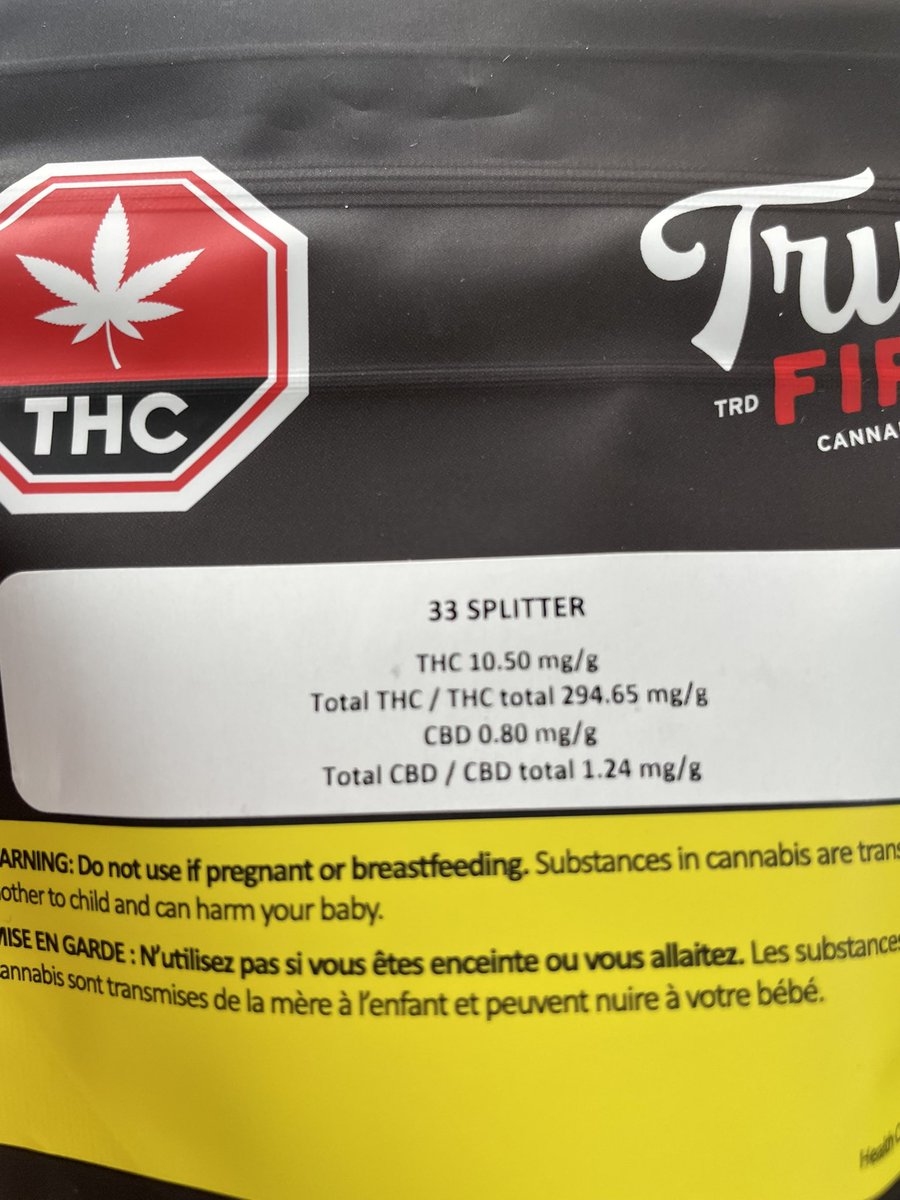 THC
Tru
TRD FIR
CANNA
33 SPLITTER
THC 10.50 mg/g
Total THC / THC total 294.65 mg/g
CBD 0.80 mg/g
Total CBD / CBD total 1.24 mg/g
ARNING: Do not use if pregnant or breastfeeding. Substances in cannabis are trans
other to child and can harm your baby.
MISE EN GARDE : N'utilisez pas si vous êtes enceinte ou vous allaitez. Les substances
annabis sont transmises de la mère à l'enfant et peuvent nuire à votre bébé.
Health C